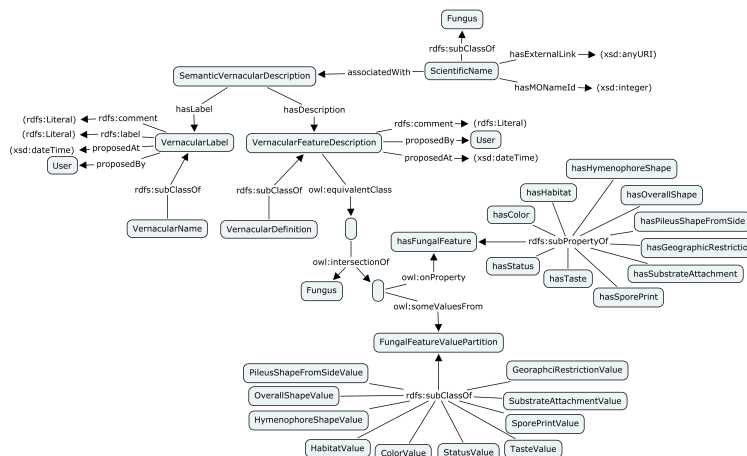 Fungus
rdfs:subClassOf
hasExternalLink
(xsd:anyURI)
SemanticVernacularDescription
associatedWith
ScientificName
hasMONameId
(xsd:integer)
hasLabel
hasDescription
(rdfs:Literal)
rdfs:comment
rdfs:comment
(rdfs:Literal)
(rdfs:Literal)
rdfs:label
VernacularLabel
VernacularFeatureDescription
proposedBy
User
(xsd:dateTime)
proposedAt
proposedAt
(xsd:dateTime)
User
proposedBy
hasHymenophoreShape
rdfs:subClassOf
rdfs:subClassOf
owl:equivalentClass
hasHabitat
hasOverallShape
hasColor
hasPileusShapeFromSide
VernacularName
VernacularDefinition
hasFungalFeature
rdfs:subPropertyOf
hasGeographicRestrictio
owl:intersectionOf
hasStatus
hasTaste
hasSubstrateAttachment
owl:onProperty
Fungus
hasSporePrint
owl:someValuesFrom
FungalFeatureValuePartition
PileusShapeFromSideValue
GeoraphciRestrictionValue
OverallShapeValue
rdfs:subClassOf
SubstrateAttachmentValue
HymenophoreShapeValue
SporePrintValue
HabitatValue
ColorValue
StatusValue
TasteValue